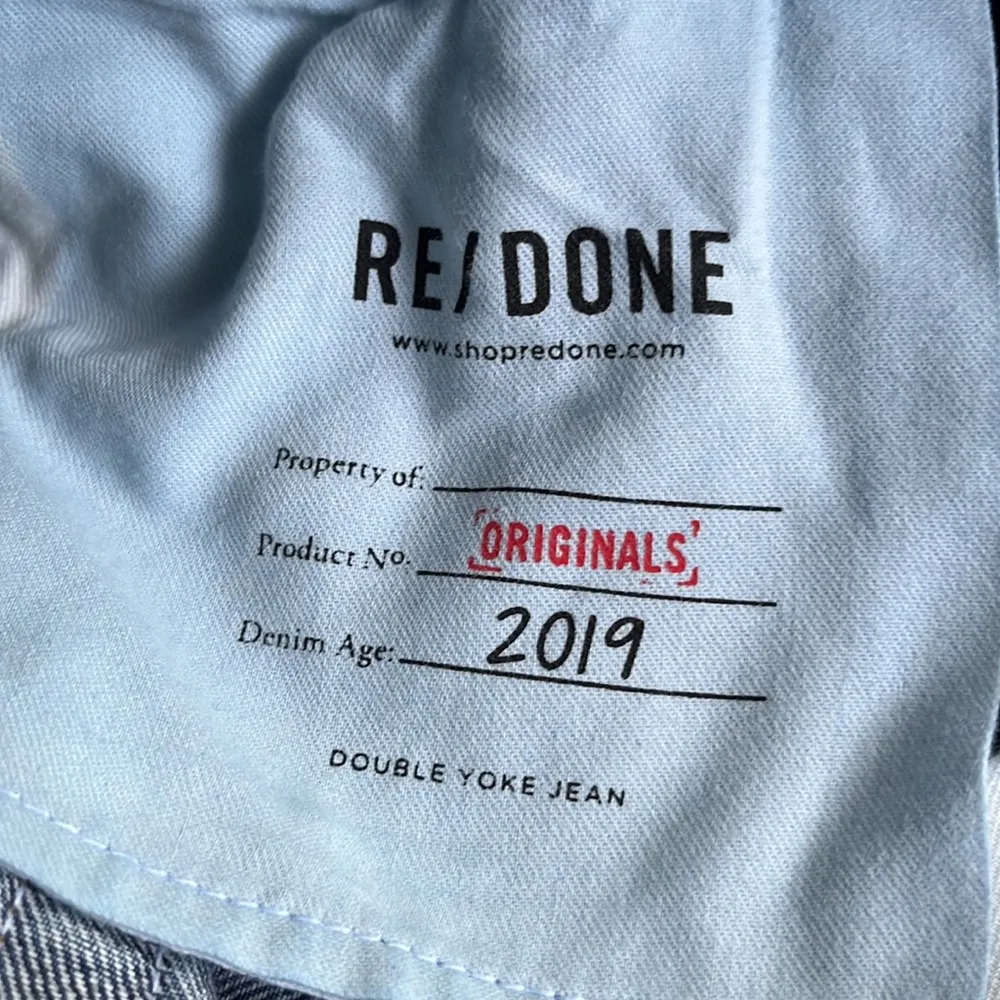 RE/DONE
www.shopredone.com
Property of:
Product No. ORIGINALS
Denim Age: 2019
DOUBLE YOKE JEAN